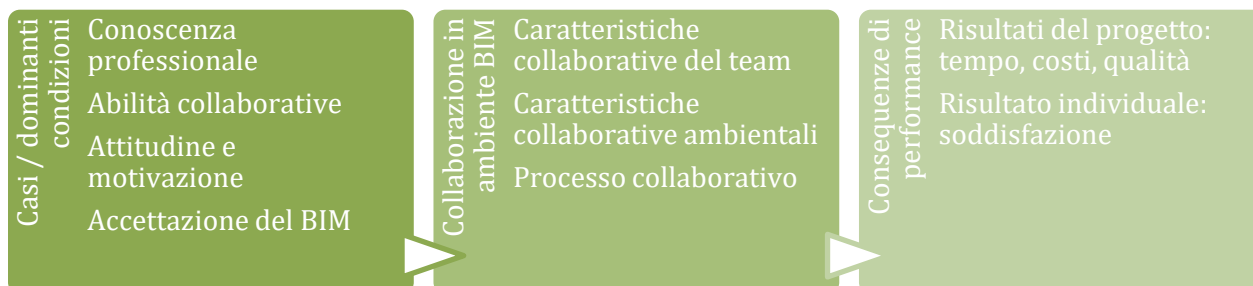 Casi / dominanti
condizioni
Conoscenza
professionale
Abilità collaborative
Attitudine e
motivazione
Accettazione del BIM
Collaborazione in
ambiente BIM
Caratteristiche
collaborative del team
Caratteristiche
collaborative ambientali
Processo collaborativo
Consequenze di
performance
Risultati del progetto:
tempo, costi, qualità
Risultato individuale:
soddisfazione